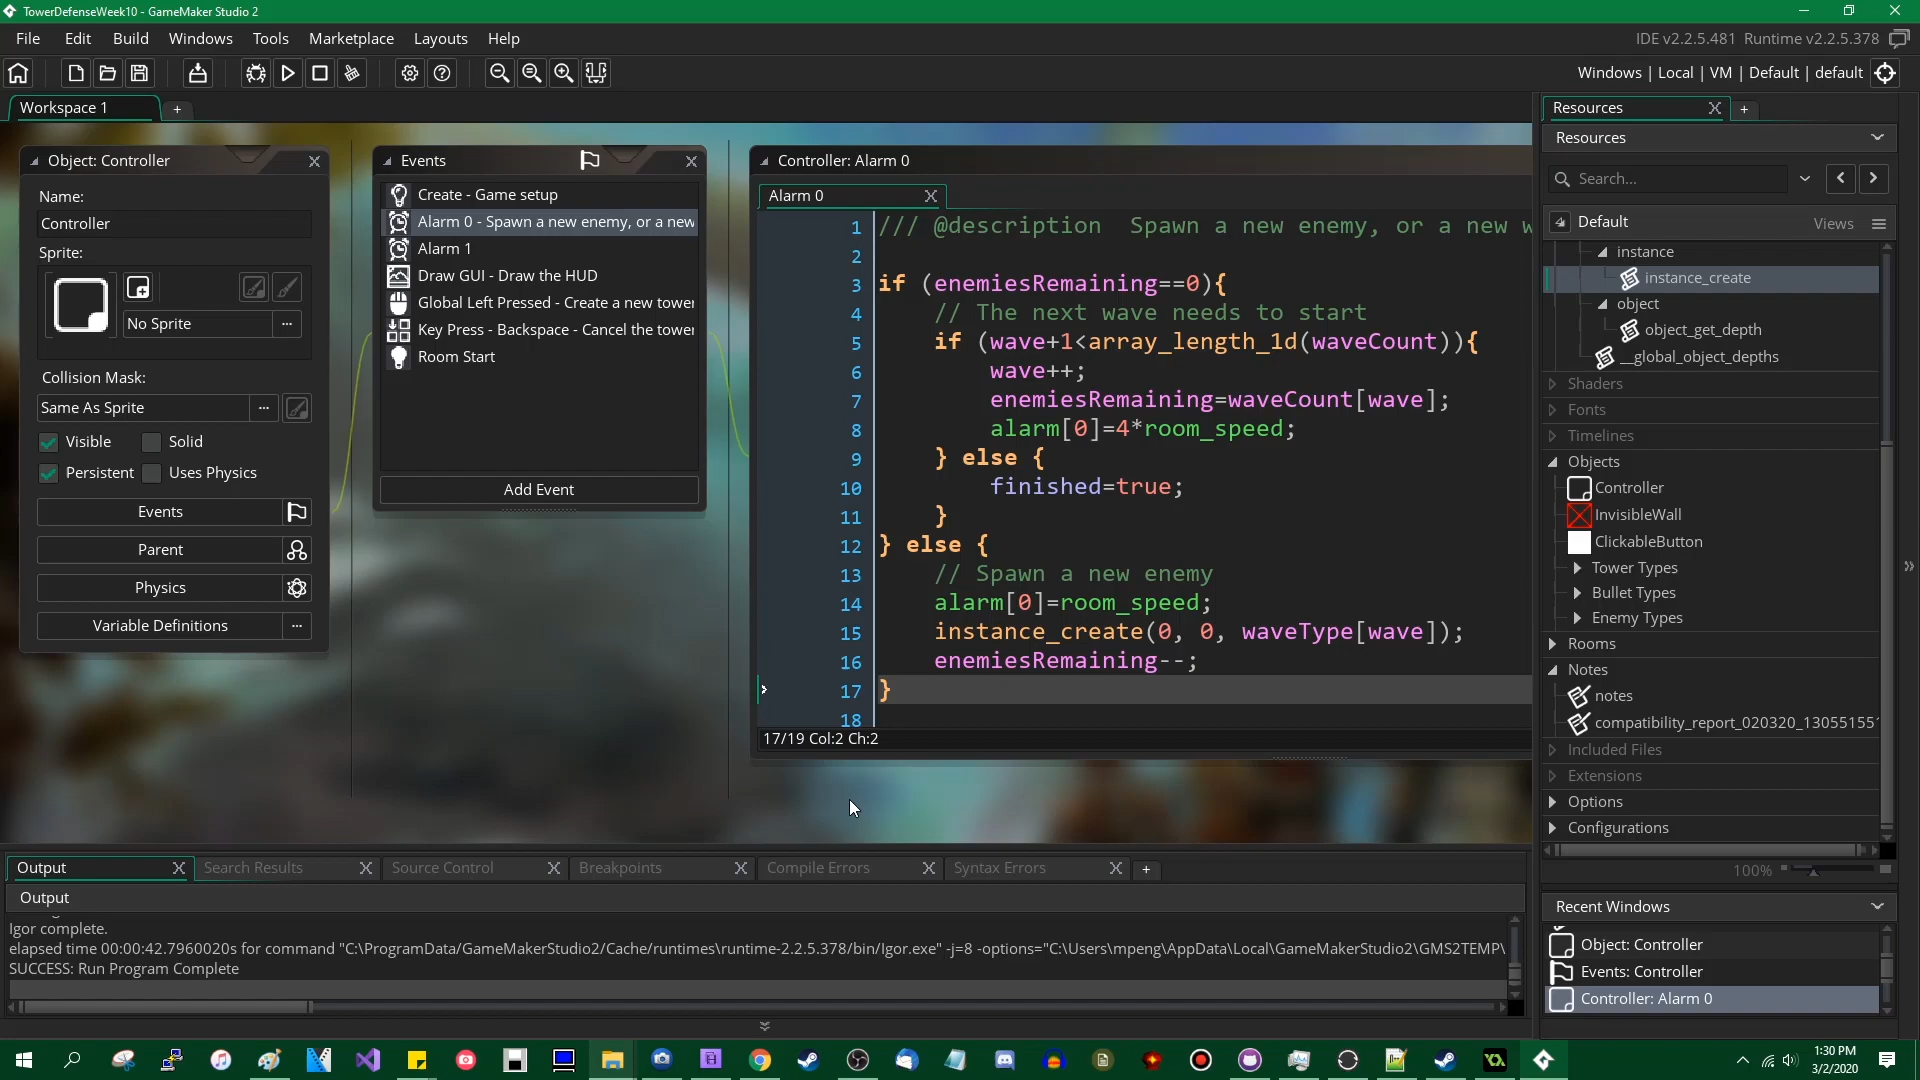 TowerDefenseWeek10 - GameMaker Studio 2
File Edit Build Windows Tools Marketplace Layouts Help
IDE v2.2.5.481 Runtime v2.2.5.378
Windows | Local | VM | Default | default
Workspace 1
Object: Controller
Name:
Controller
Sprite:
No Sprite
Collision Mask:
Same As Sprite
Visible Solid
Persistent Uses Physics
Events
Parent
Physics
Variable Definitions
Events
Create - Game setup
Alarm 0 - Spawn a new enemy, or a new
Alarm 1
Draw GUI - Draw the HUD
Global Left Pressed - Create a new tower
Key Press - Backspace - Cancel the tower
Room Start
Add Event
Controller: Alarm 0
Alarm 0
1 /// @description  Spawn a new enemy, or a new w
2
3 if (enemiesRemaining==0){
4 // The next wave needs to start
5 if (wave+1<array_length_1d(waveCount)){
6 wave++;
7 enemiesRemaining=waveCount[wave];
8 alarm[0]=4*room_speed;
9 } else {
10 finished=true;
11 }
12 } else {
13 // Spawn a new enemy
14 alarm[0]=room_speed;
15 instance_create(0, 0, waveType[wave]);
16 enemiesRemaining--;
17 }
18
17/19 Col:2 Ch:2
Resources
Resources
Search...
Default Views
instance
instance_create
object
object_get_depth
__global_object_depths
Shaders
Fonts
Timelines
Objects
Controller
InvisibleWall
ClickableButton
Tower Types
Bullet Types
Enemy Types
Rooms
Notes
notes
compatibility_report_020320_130551551
Included Files
Extensions
Options
Configurations
100%
Recent Windows
Object: Controller
Events: Controller
Controller: Alarm 0
Output Search Results Source Control Breakpoints Compile Errors Syntax Errors
Output
Igor complete.
elapsed time 00:00:42.7960020s for command "C:\ProgramData/GameMakerStudio2/Cache/runtimes\runtime-2.2.5.378/bin/Igor.exe" -j=8 -options="C:\Users\mpeng\AppData\Local\GameMakerStudio2\GMS2TEMP\
SUCCESS: Run Program Complete
1:30 PM
3/2/2020